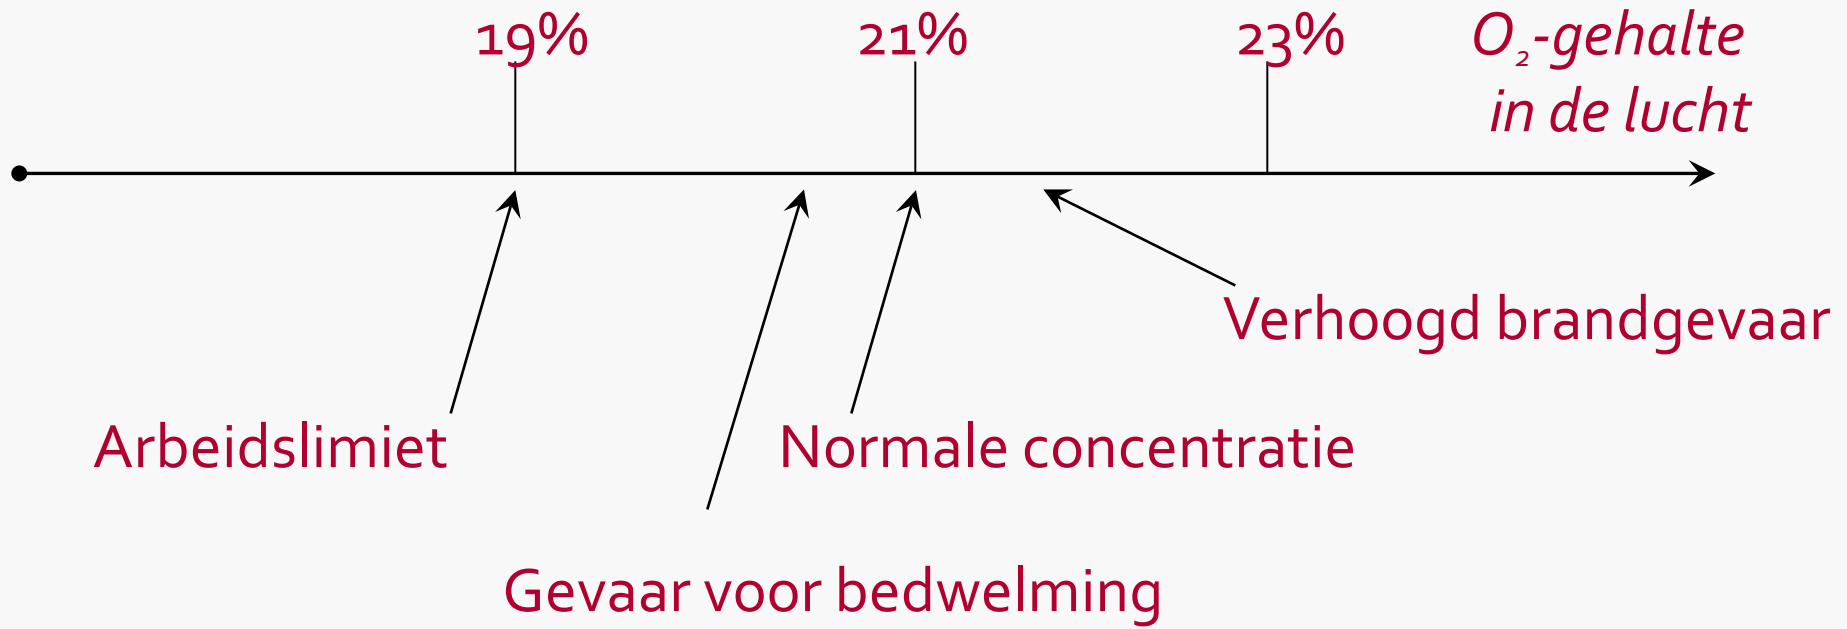 19%
21%
23%
O₂-gehalte
in de lucht
Verhoogd brandgevaar
Arbeidslimiet
Normale concentratie
Gevaar voor bedwelming